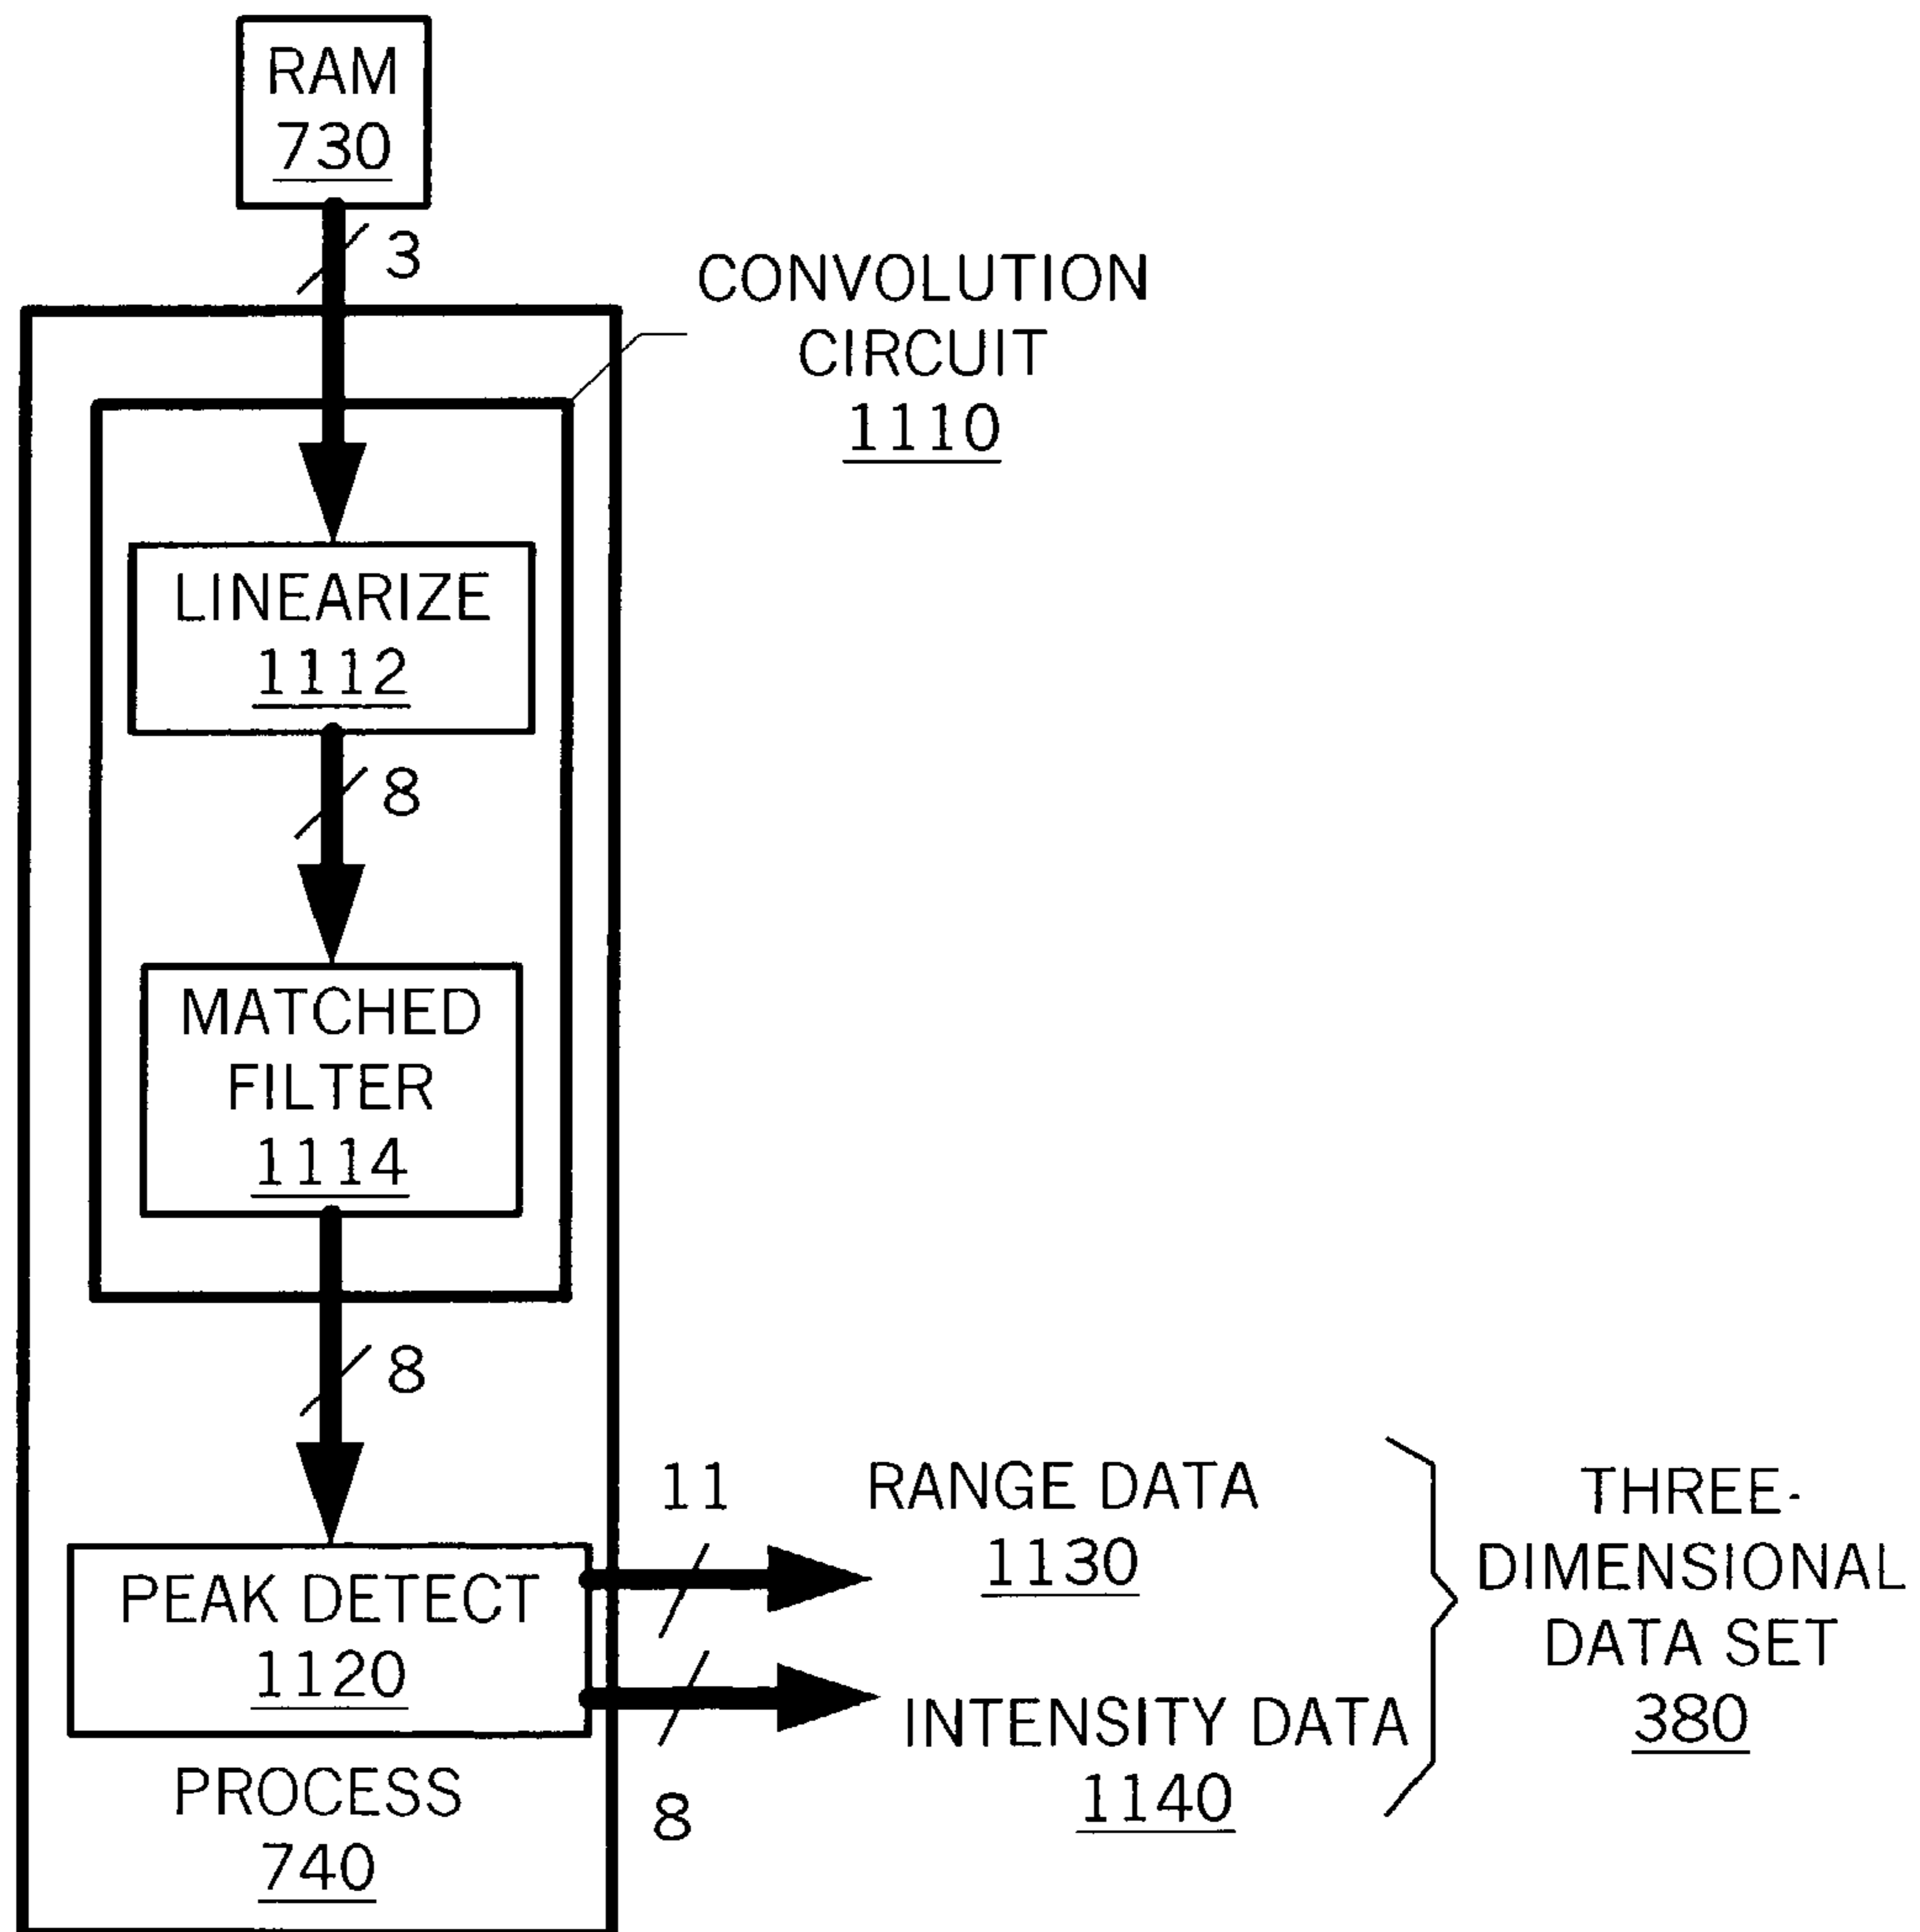 RAM
730
3
CONVOLUTION
CIRCUIT
1110
LINEARIZE
1112
8
MATCHED
FILTER
1114
8
PEAK DETECT
1120
PROCESS
740
11
RANGE DATA
1130
8
INTENSITY DATA
1140
THREE-
DIMENSIONAL
DATA SET
380